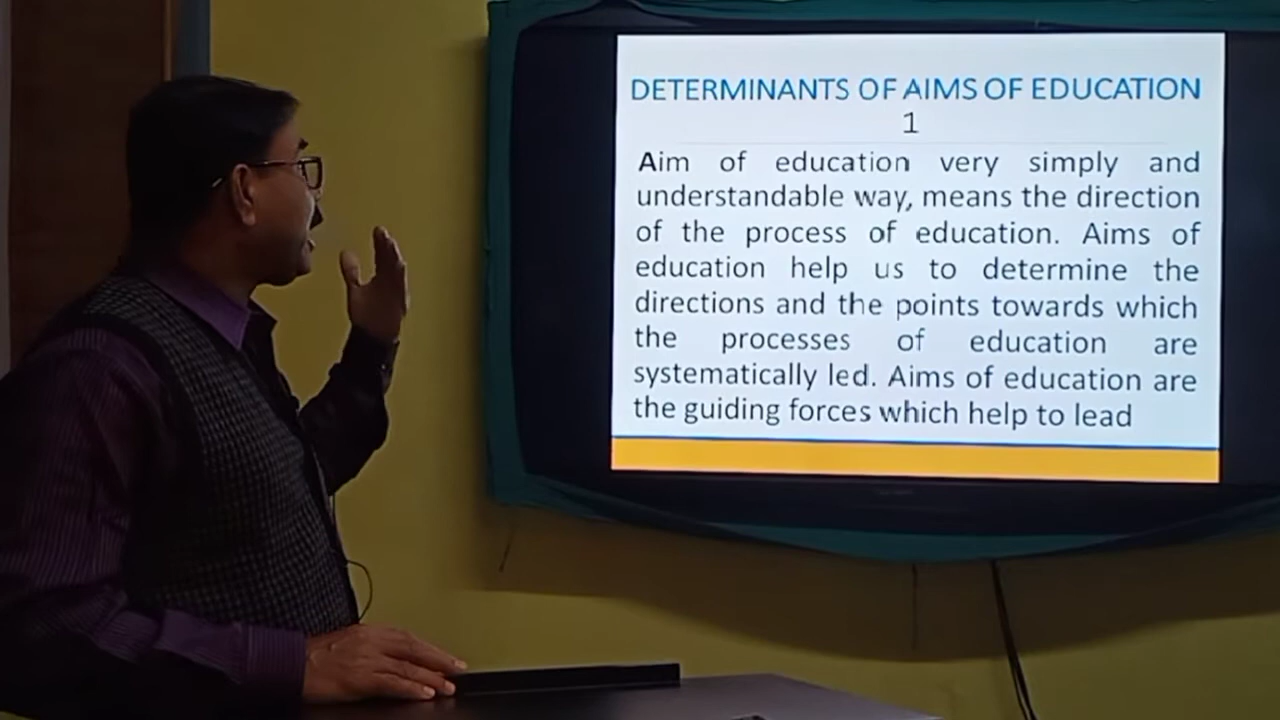 DETERMINANTS OF AIMS OF EDUCATION
1
Aim of education very simply and
understandable way, means the direction
of the process of education. Aims of
education help us to determine the
directions and the points towards which
the processes of education are
systematically led. Aims of education are
the guiding forces which help to lead